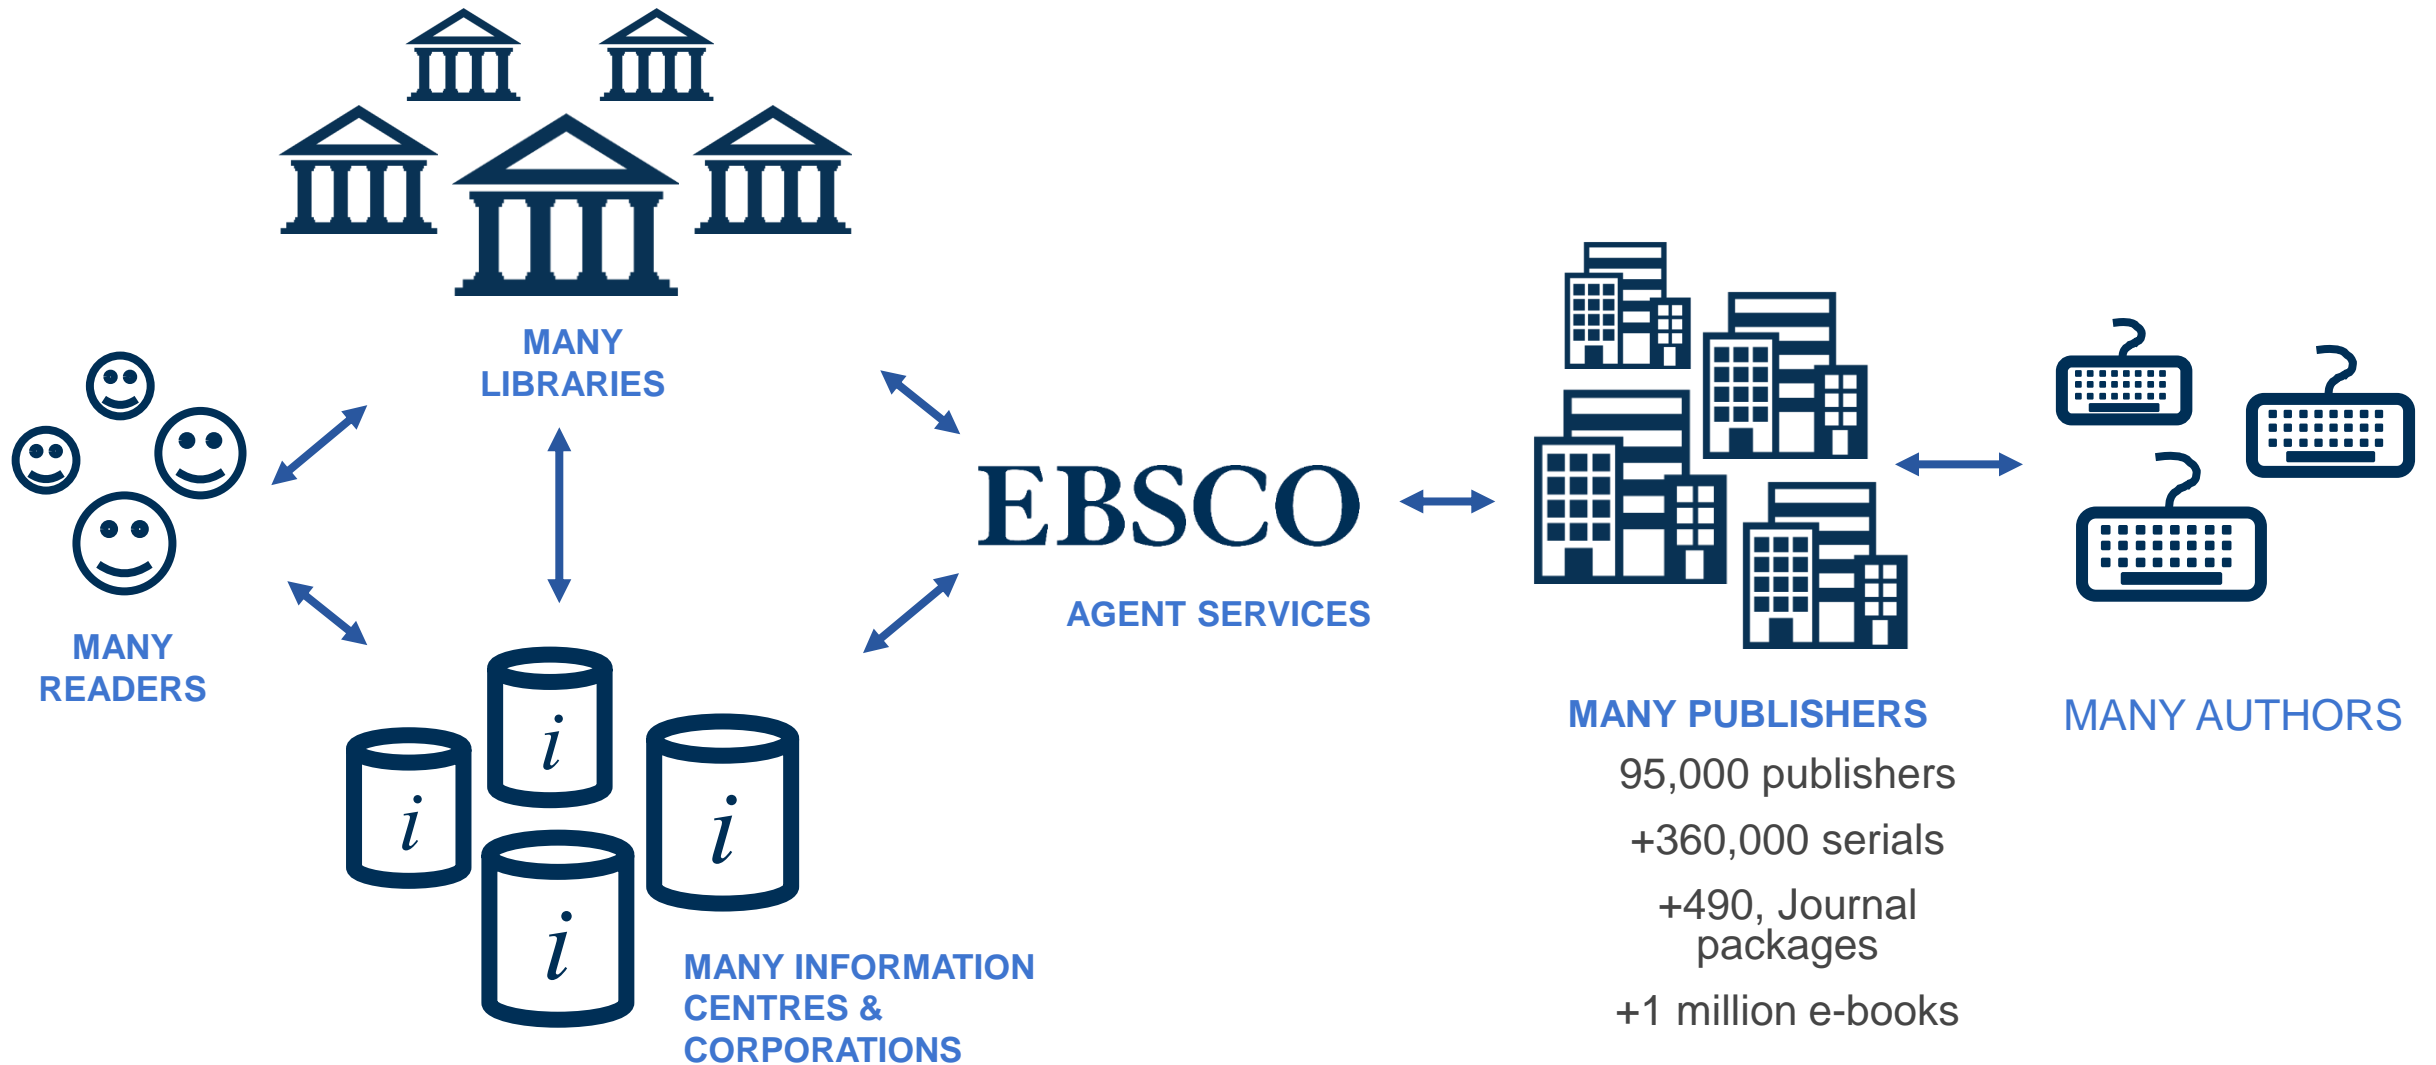 MANY
LIBRARIES
MANY
READERS
i
i
i
i
MANY INFORMATION
CENTRES &
CORPORATIONS
EBSCO
AGENT SERVICES
MANY PUBLISHERS
95,000 publishers
+360,000 serials
+490, Journal
packages
+1 million e-books
MANY AUTHORS